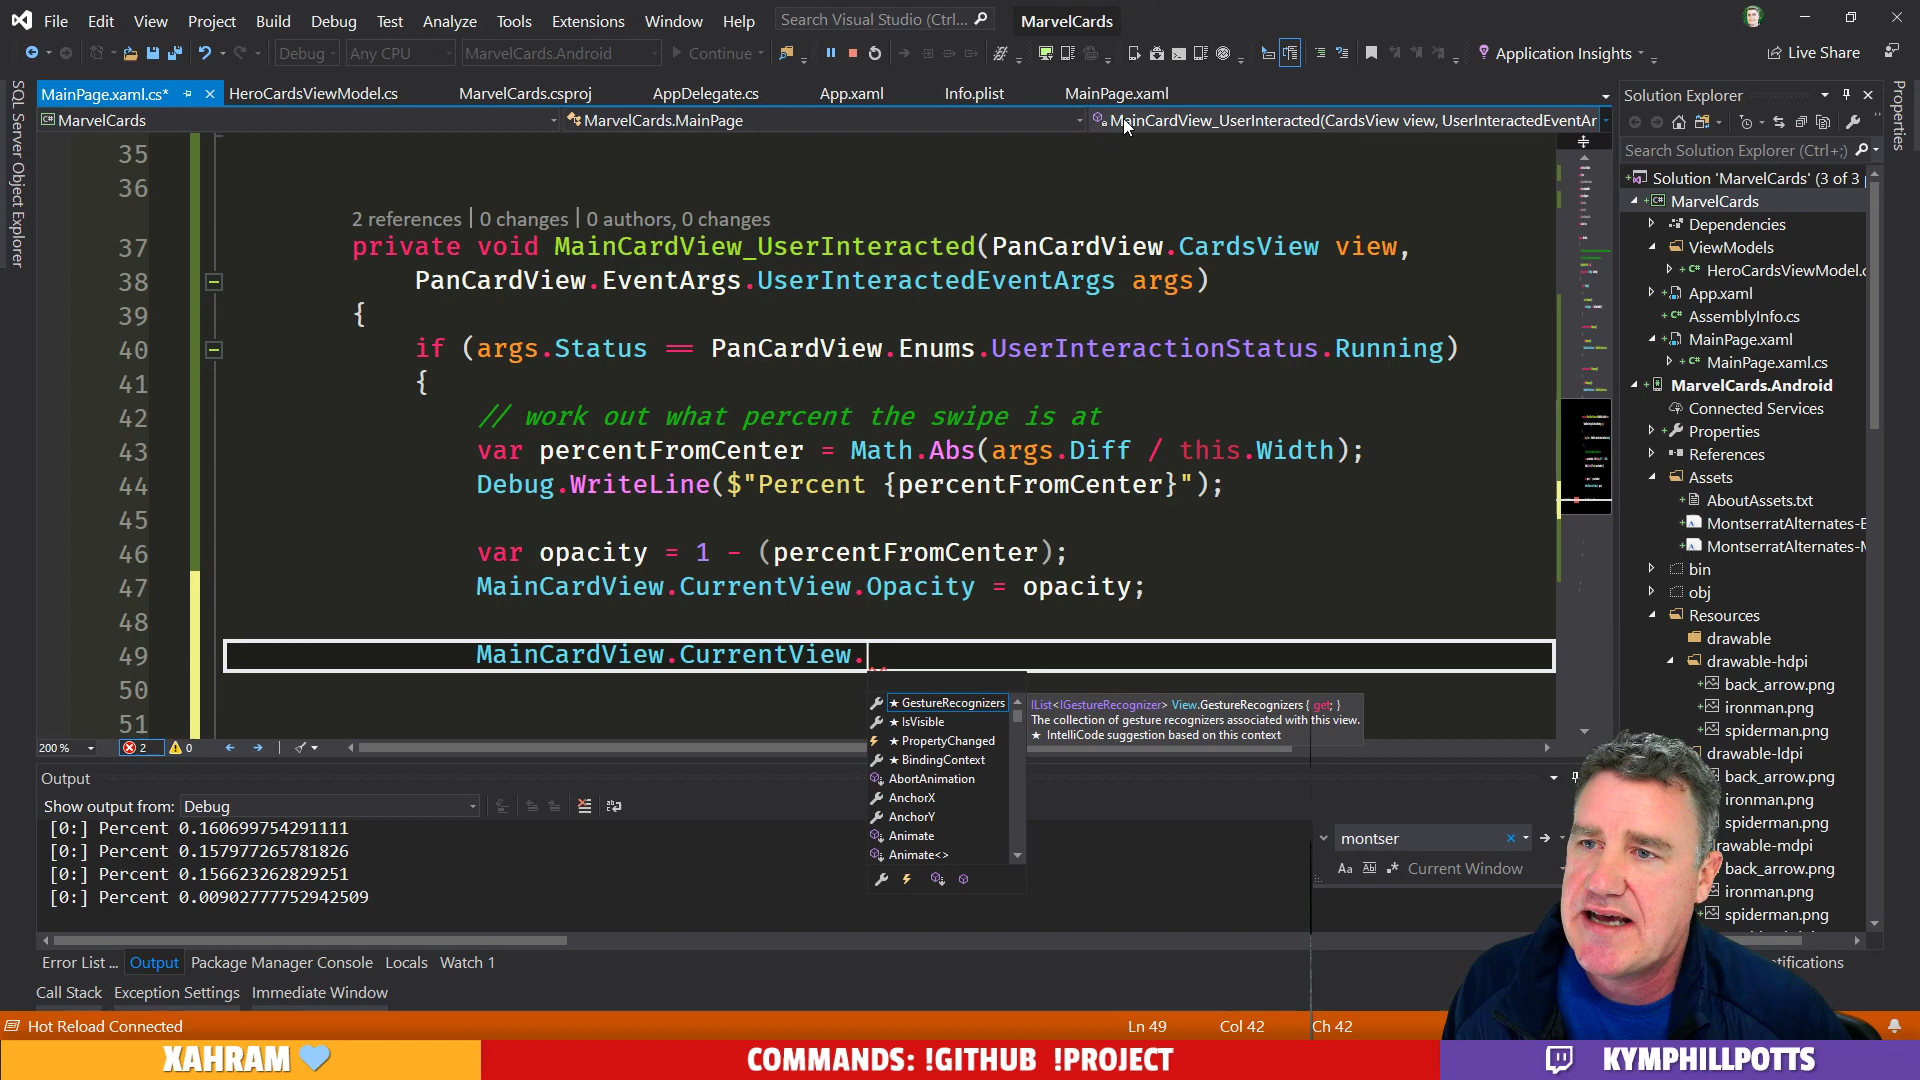 File Edit View Project Build Debug Test Analyze Tools Extensions Window Help Search Visual Studio (Ctrl... MarvelCards
Debug Any CPU MarvelCards.Android Continue Application Insights Live Share
MainPage.xaml.cs* HeroCardsViewModel.cs MarvelCards.csproj AppDelegate.cs App.xaml Info.plist MainPage.xaml
MarvelCards MarvelCards.MainPage MainCardView_UserInteracted(CardsView view, UserInteractedEventAr
SQL Server Object Explorer
35
36
2 references | 0 changes | 0 authors, 0 changes
37 private void MainCardView_UserInteracted(PanCardView.CardsView view,
38 PanCardView.EventArgs.UserInteractedEventArgs args)
39 {
40 if (args.Status == PanCardView.Enums.UserInteractionStatus.Running)
41 {
42 // work out what percent the swipe is at
43 var percentFromCenter = Math.Abs(args.Diff / this.Width);
44 Debug.WriteLine($"Percent {percentFromCenter}");
45
46 var opacity = 1 - (percentFromCenter);
47 MainCardView.CurrentView.Opacity = opacity;
48
49 MainCardView.CurrentView.
50
51
★ GestureRecognizers
★ IsVisible
★ PropertyChanged
★ BindingContext
AbortAnimation
AnchorX
AnchorY
Animate
Animate<>
IList<IGestureRecognizer> View.GestureRecognizers { get; }
The collection of gesture recognizers associated with this view.
★ IntelliCode suggestion based on this context
200 % 2 0
Output
Show output from: Debug
[0:] Percent 0.160699754291111
[0:] Percent 0.157977265781826
[0:] Percent 0.156623262829251
[0:] Percent 0.00902777752942509
montser
Aa Current Window
Error List ... Output Package Manager Console Locals Watch 1
Call Stack Exception Settings Immediate Window
Solution Explorer
Search Solution Explorer (Ctrl+;)
Solution 'MarvelCards' (3 of 3
MarvelCards
Dependencies
ViewModels
HeroCardsViewModel.c
App.xaml
AssemblyInfo.cs
MainPage.xaml
MainPage.xaml.cs
MarvelCards.Android
Connected Services
Properties
References
Assets
AboutAssets.txt
MontserratAlternates-
MontserratAlternates-
bin
obj
Resources
drawable
drawable-hdpi
back_arrow.png
ironman.png
spiderman.png
drawable-ldpi
back_arrow.png
ironman.png
spiderman.png
drawable-mdpi
back_arrow.png
ironman.png
spiderman.png
Properties
Hot Reload Connected Ln 49 Col 42 Ch 42
XAHRAM COMMANDS: !GITHUB !PROJECT KYMPHILLPOTTS